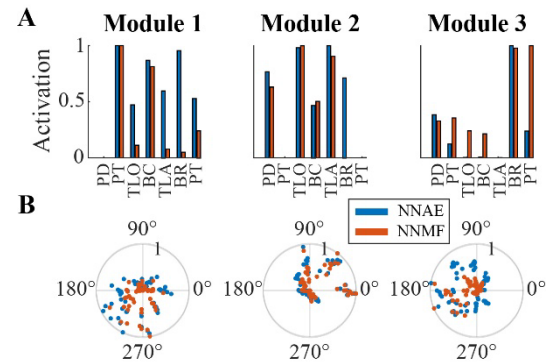 A Module 1 Module 2 Module 3
Activation
1
0.5
0
PD PT TLO BC TLA BR PT
PD PT TLO BC TLA BR PT
PD PT TLO BC TLA BR PT
B
NNAE
NNMF
90° 90° 90°
1 1 1
180° 0° 180° 0° 180° 0°
270° 270° 270°